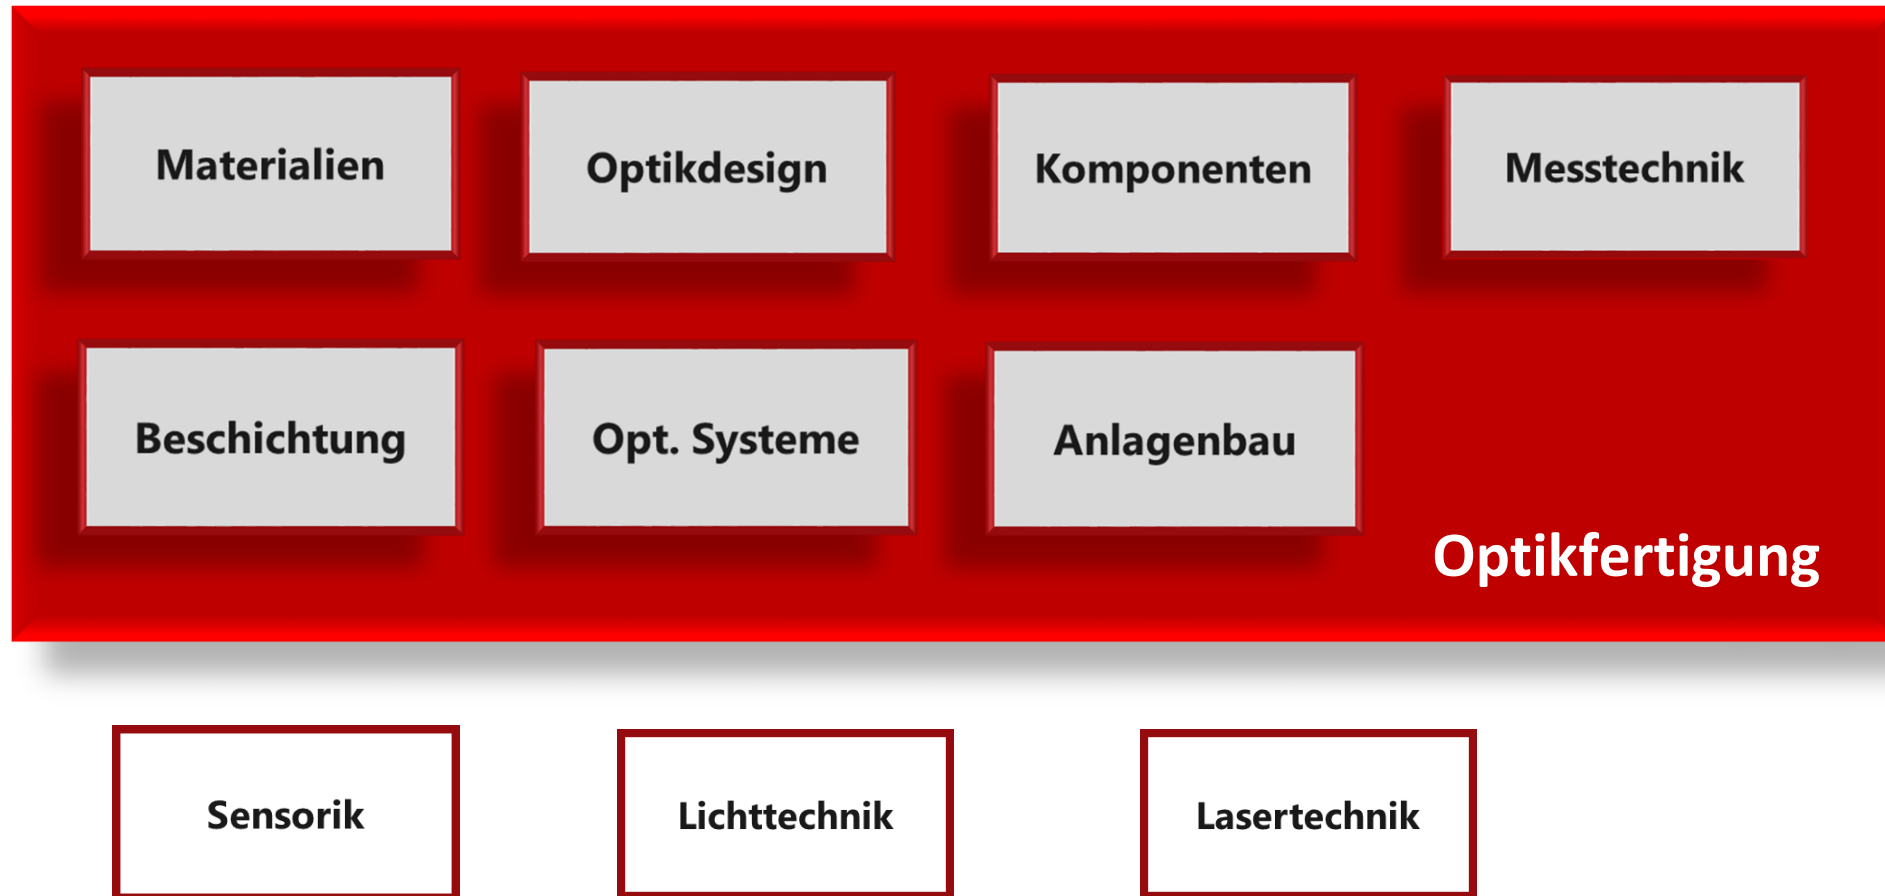 Materialien
Optikdesign
Komponenten
Messtechnik
Beschichtung
Opt. Systeme
Anlagenbau
Optikfertigung
Sensorik
Lichttechnik
Lasertechnik